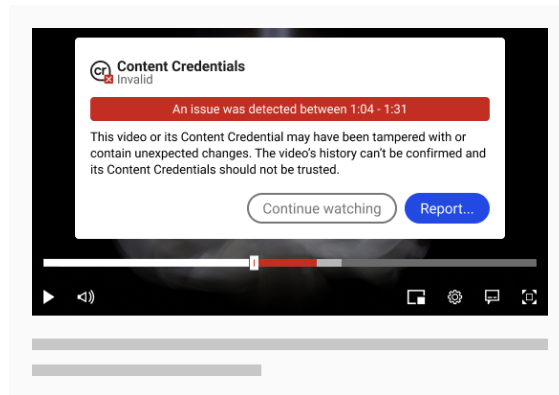 cr
Content Credentials
Invalid
An issue was detected between 1:04 - 1:31
This video or its Content Credential may have been tampered with or
contain unexpected changes. The video's history can't be confirmed and
its Content Credentials should not be trusted.
Continue watching
Report...
!